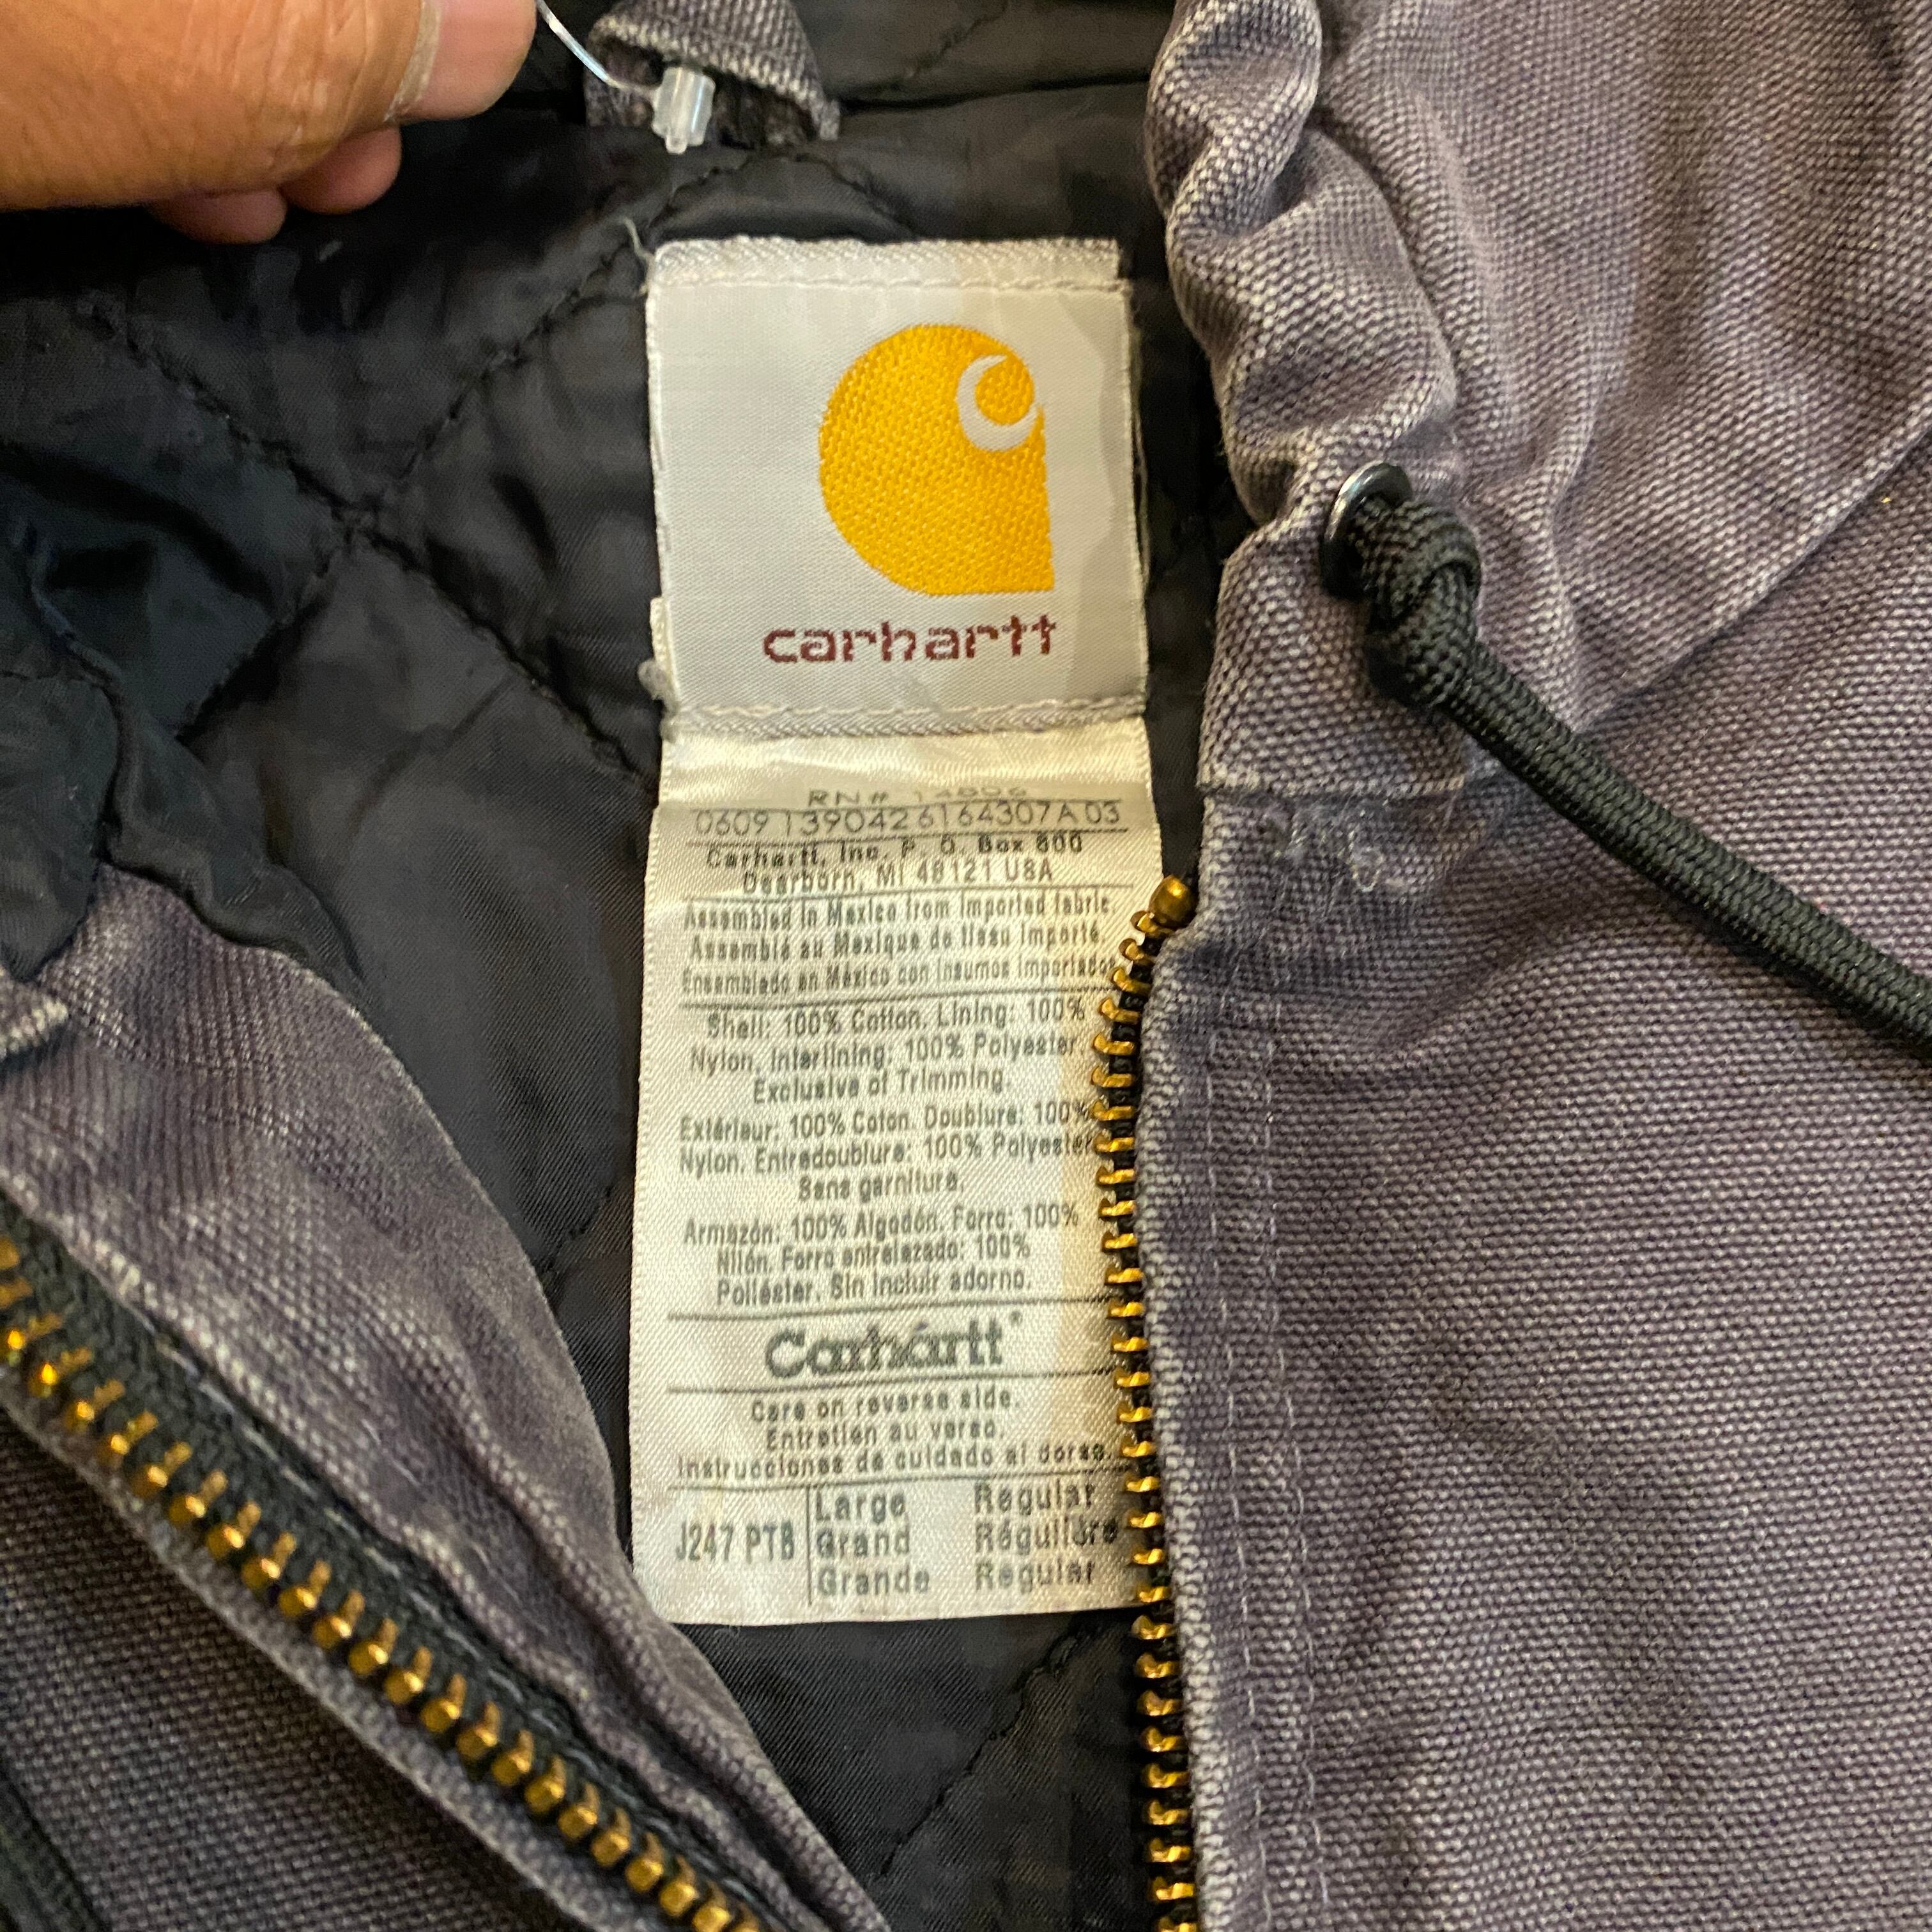 carhartt
RN# 14806
0609 139042 6164307A 03
Carhartt, Inc. P. O. Box 600
Dearborn, MI 48121 USA
Assembled in Mexico from imported fabric.
Assemblé au Mexique de tissu importé.
Ensamblado en México con insumos importados
Shell: 100% Cotton. Lining: 100%
Nylon. Interlining: 100% Polyester.
Exclusive of Trimming.
Extérieur: 100% Coton. Doublure: 100%
Nylon. Entredoublure: 100% Polyester
Sans garniture.
Armazón: 100% Algodón. Forro: 100%
Nilón. Forro entrelazado: 100%
Poliéster. Sin incluir adorno.
Carhartt®
Care on reverse side.
Entretien au verso.
Instrucciones de cuidado al dorso.
J247 PTB
Large Regular
Grand Régulière
Grande Regular